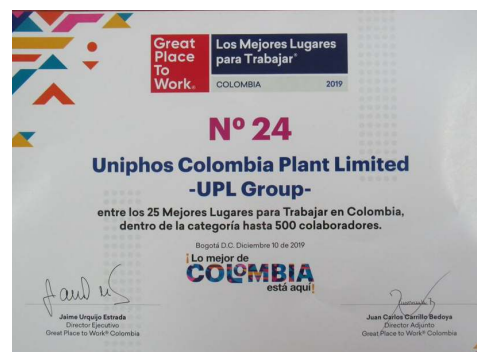 Great
Place
To
Work.
Los Mejores Lugares
para Trabajar®
COLOMBIA 2019
Nº 24
Uniphos Colombia Plant Limited
-UPL Group-
entre los 25 Mejores Lugares para Trabajar en Colombia,
dentro de la categoría hasta 500 colaboradores.
Bogotá D.C. Diciembre 10 de 2019
¡Lo mejor de
COLOMBIA
está aquí!
Jaime Urquijo Estrada
Director Ejecutivo
Great Place to Work® Colombia
Juan Carlos Carrillo Bedoya
Director Adjunto
Great Place to Work® Colombia